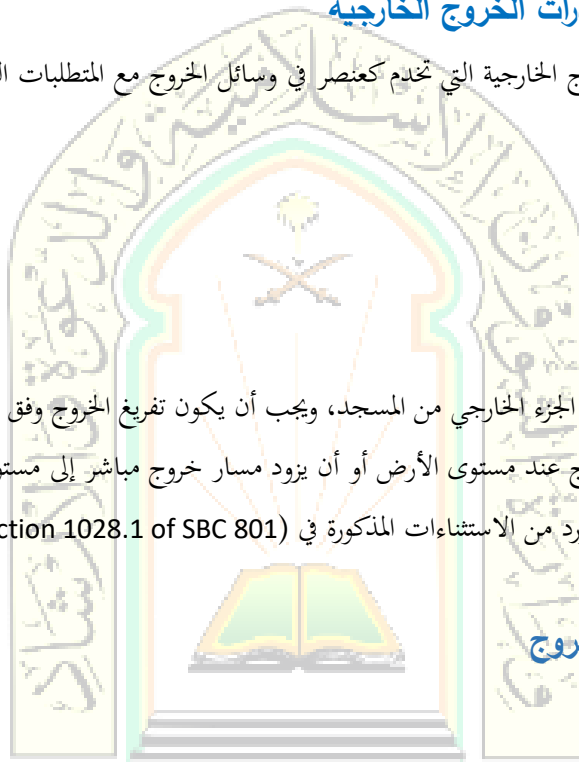 رات الخروج الخارجية
ج الخارجية التي تخدم كعنصر في وسائل الخروج مع المتطلبات ال
الجزء الخارجي من المسجد، ويجب أن يكون تفريغ الخروج وفق
ج عند مستوى الأرض أو أن يزود مسار خروج مباشر إلى مستو
رد من الاستثناءات المذكورة في (ction 1028.1 of SBC 801
روج